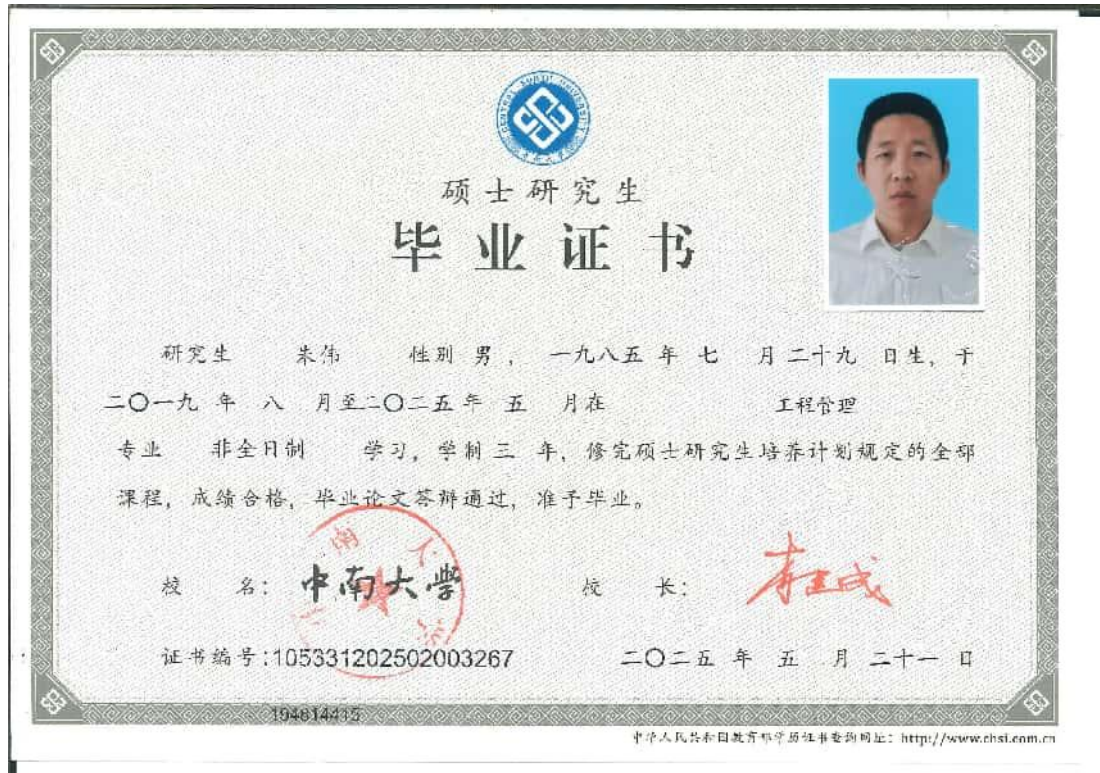 CENTRAL SOUTH UNIVERSITY
硕士研究生
毕业证书
研究生 朱伟 性别 男， 一九八五 年 七 月 二十九 日生，于
二〇一九 年 八 月至二〇二五 年 五 月在 工程管理
专业 非全日制 学习，学制 三 年，修完硕士研究生培养计划规定的全部
课程，成绩合格，毕业论文答辩通过，准予毕业。
校 名：中南大学 校 长：
证书编号：105331202502003267 二〇二五 年 五 月 二十一 日
194614415
中华人民共和国教育部学历证书查询网址：http://www.chsi.com.cn